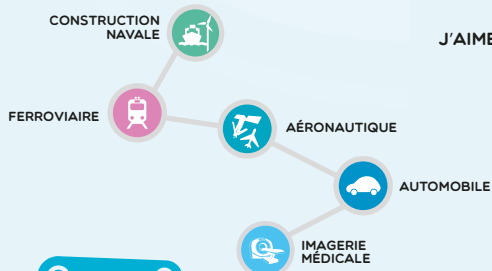 CONSTRUCTION
NAVALE
J'AIME
FERROVIAIRE
AÉRONAUTIQUE
AUTOMOBILE
IMAGERIE
MÉDICALE